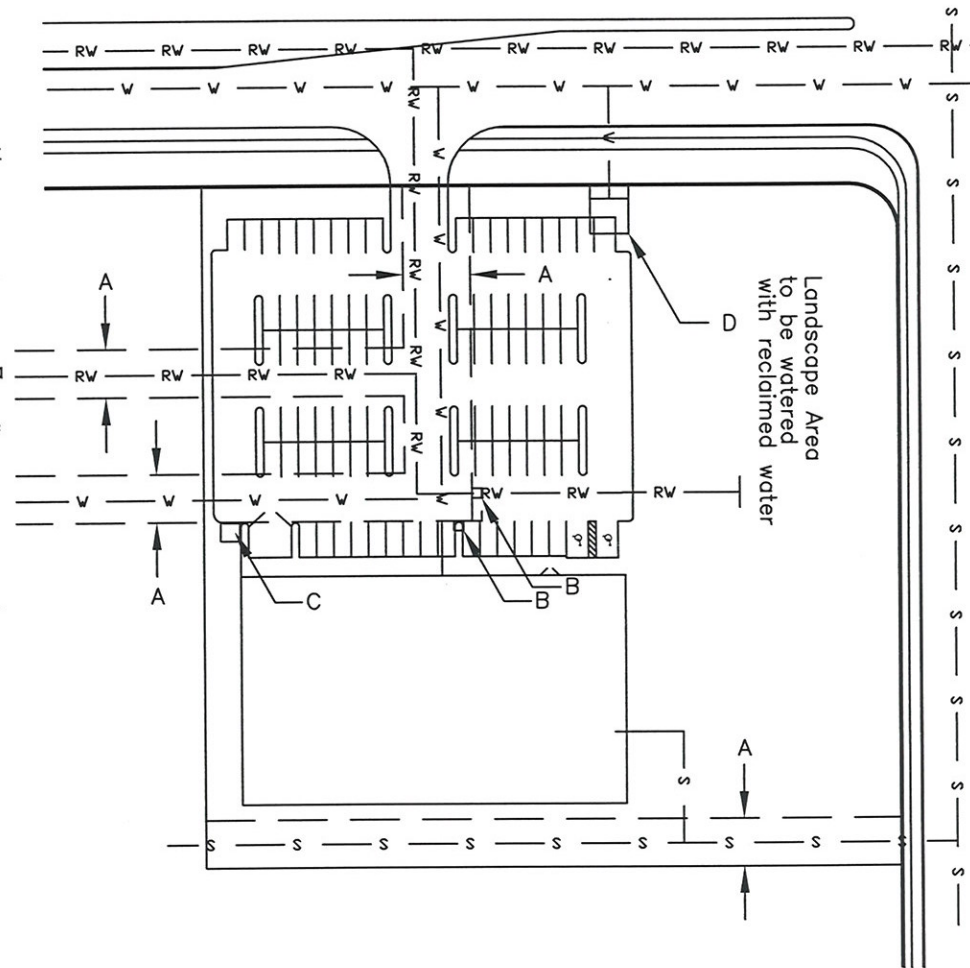 S
RW RW RW RW RW RW RW RW RW RW RW
W W W W W W W W W W
S
RW
W
W
S
RW
W
S
RW
A
A
W
D
Landscape Area
to be watered
with reclaimed water
S
RW
W
A
RW RW RW RW
W
S
RW
W
RW RW RW
W W W W
W
S
A
C
B
B
S
S
A
S
S
S S S S S S S S S
S